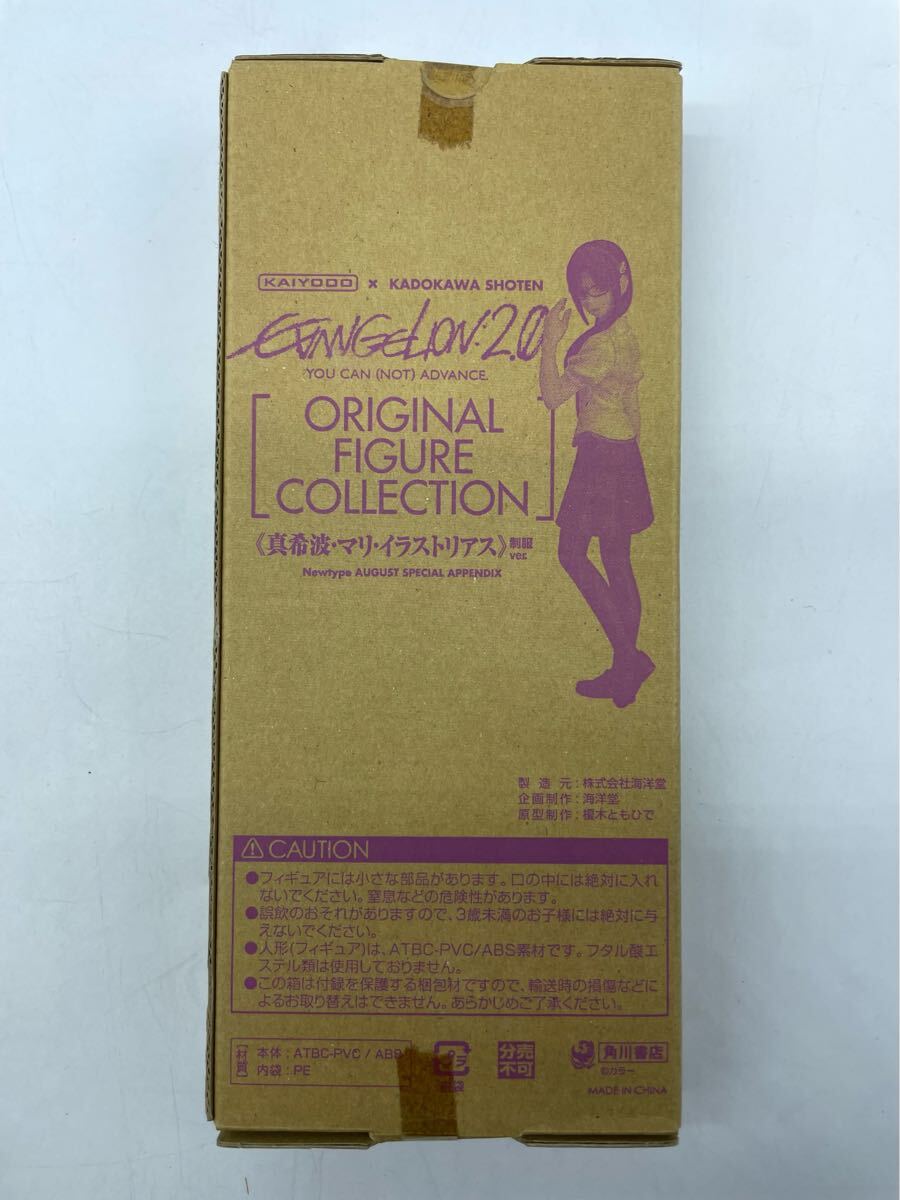 KAIYODO × KADOKAWA SHOTEN
EVANGELION:2.0
YOU CAN (NOT) ADVANCE.
ORIGINAL
FIGURE
COLLECTION
《真希波・マリ・イラストリアス》制服ver.
Newtype AUGUST SPECIAL APPENDIX
製造元:株式会社海洋堂
企画制作:海洋堂
原型制作:榎木ともひで
CAUTION
●フィギュアには小さな部品があります。口の中には絶対に入れ
ないでください。窒息などの危険性があります。
●誤飲のおそれがありますので、3歳未満のお子様には絶対に与
えないでください。
●人形(フィギュア)は、ATBC-PVC/ABS素材です。フタル酸エ
ステル類は使用しておりません。
●この箱は付録を保護する梱包材ですので、輸送時の損傷などに
よるお取り替えはできません。あらかじめご了承ください。
【材質】
本体:ATBC-PVC / ABS
内袋:PE
プラ
分売
不可
角川書店
©カラー
MADE IN CHINA